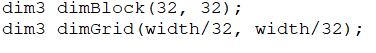 dim3 dimBlock(32, 32);
dim3 dimGrid(width/32, width/32);